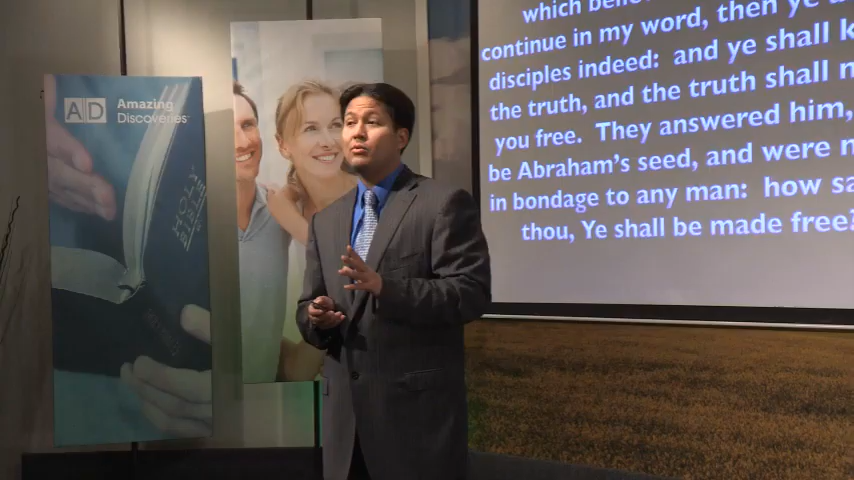 AD Amazing
Discoveries
which
continue in my word, then ye
disciples indeed: and ye shall
the truth, and the truth shall
you free. They answered him,
be Abraham's seed, and were
in bondage to any man: how
thou, Ye shall be made free?